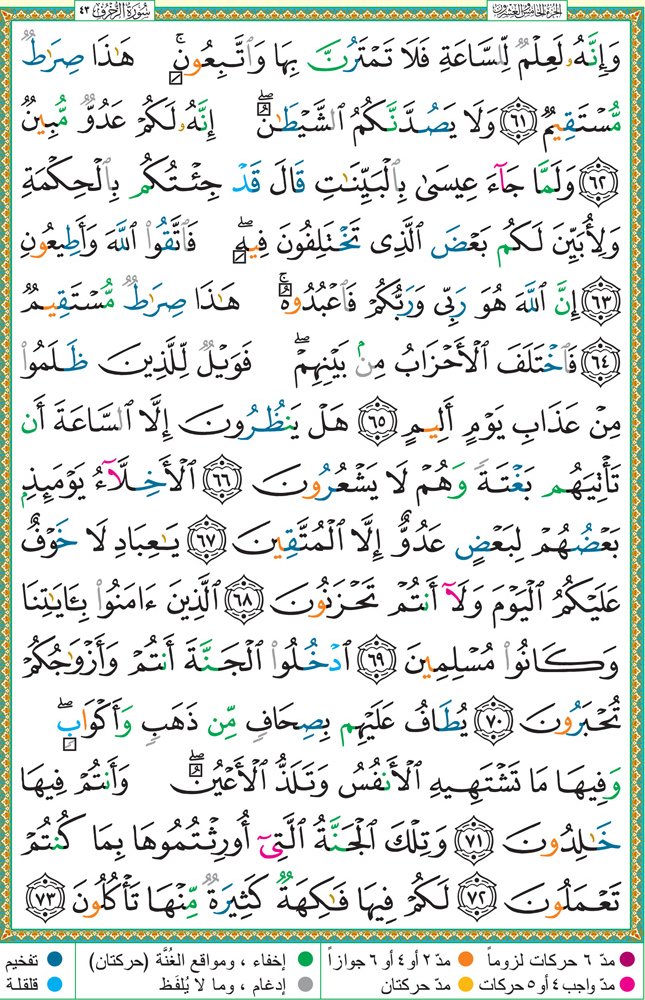 الجزء الخامس والعشرون سُورَةُ الزُّخْرُفِ ٤٣
وَإِنَّهُۥ لَعِلْمٌ لِّلسَّاعَةِ فَلَا تَمْتَرُنَّ بِهَا وَٱتَّبِعُونِ ۚ هَٰذَا صِرَٰطٌ
مُّسْتَقِيمٌ ٦١ وَلَا يَصُدَّنَّكُمُ ٱلشَّيْطَٰنُ ۖ إِنَّهُۥ لَكُمْ عَدُوٌّ مُّبِينٌ
٦٢ وَلَمَّا جَآءَ عِيسَىٰ بِٱلْبَيِّنَٰتِ قَالَ قَدْ جِئْتُكُم بِٱلْحِكْمَةِ
وَلِأُبَيِّنَ لَكُم بَعْضَ ٱلَّذِى تَخْتَلِفُونَ فِيهِ ۖ فَٱتَّقُوا۟ ٱللَّهَ وَأَطِيعُونِ
٦٣ إِنَّ ٱللَّهَ هُوَ رَبِّى وَرَبُّكُمْ فَٱعْبُدُوهُ ۚ هَٰذَا صِرَٰطٌ مُّسْتَقِيمٌ
٦٤ فَٱخْتَلَفَ ٱلْأَحْزَابُ مِنۢ بَيْنِهِمْ ۖ فَوَيْلٌ لِّلَّذِينَ ظَلَمُوا۟
مِنْ عَذَابِ يَوْمٍ أَلِيمٍ ٦٥ هَلْ يَنظُرُونَ إِلَّا ٱلسَّاعَةَ أَن
تَأْتِيَهُم بَغْتَةً وَهُمْ لَا يَشْعُرُونَ ٦٦ ٱلْأَخِلَّآءُ يَوْمَئِذٍۭ
بَعْضُهُمْ لِبَعْضٍ عَدُوٌّ إِلَّا ٱلْمُتَّقِينَ ٦٧ يَٰعِبَادِ لَا خَوْفٌ
عَلَيْكُمُ ٱلْيَوْمَ وَلَآ أَنتُمْ تَحْزَنُونَ ٦٨ ٱلَّذِينَ ءَامَنُوا۟ بِـَٔايَٰتِنَا
وَكَانُوا۟ مُسْلِمِينَ ٦٩ ٱدْخُلُوا۟ ٱلْجَنَّةَ أَنتُمْ وَأَزْوَٰجُكُمْ
تُحْبَرُونَ ٧٠ يُطَافُ عَلَيْهِم بِصِحَافٍ مِّن ذَهَبٍ وَأَكْوَابٍ ۖ
وَفِيهَا مَا تَشْتَهِيهِ ٱلْأَنفُسُ وَتَلَذُّ ٱلْأَعْيُنُ ۖ وَأَنتُمْ فِيهَا
خَٰلِدُونَ ٧١ وَتِلْكَ ٱلْجَنَّةُ ٱلَّتِىٓ أُورِثْتُمُوهَا بِمَا كُنتُمْ
تَعْمَلُونَ ٧٢ لَكُمْ فِيهَا فَٰكِهَةٌ كَثِيرَةٌ مِّنْهَا تَأْكُلُونَ ٧٣
مدّ ٦ حركات لزوماً مدّ ٢ أو ٤ أو ٦ جوازاً إخفاء ، ومواقع الغُنَّة (حركتان) تفخيم
مدّ واجب ٤ أو ٥ حركات مدّ حركتان إدغام ، وما لا يُلفَظ قلقلة